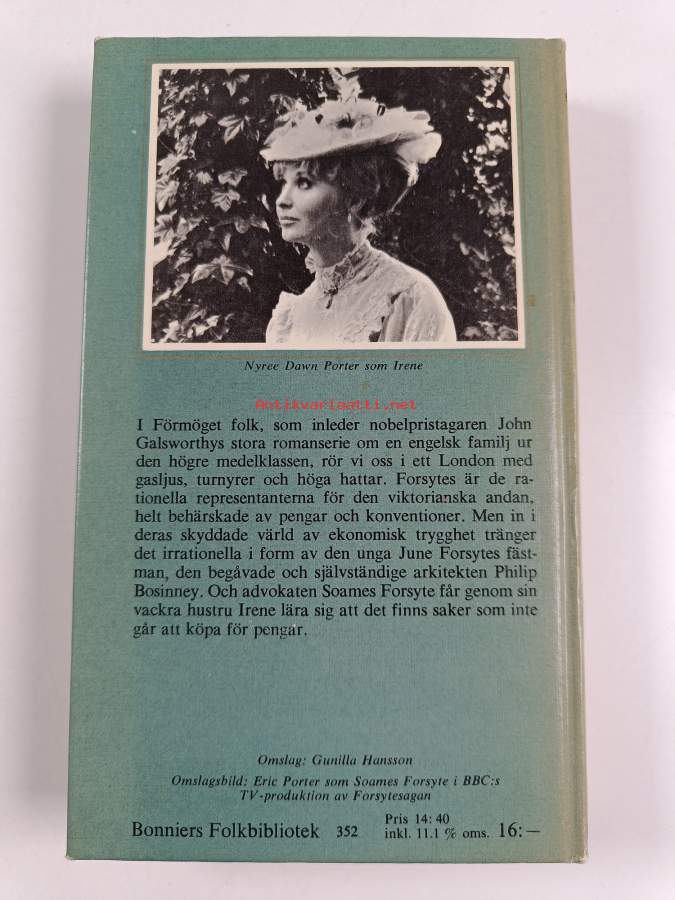 Nyree Dawn Porter som Irene
Antikvariaatti.net
I Förmöget folk, som inleder nobelpristagaren John
Galsworthys stora romanserie om en engelsk familj ur
den högre medelklassen, rör vi oss i ett London med
gasljus, turnyrer och höga hattar. Forsytes är de ra-
tionella representanterna för den viktorianska andan,
helt behärskade av pengar och konventioner. Men in i
deras skyddade värld av ekonomisk trygghet tränger
det irrationella i form av den unga June Forsytes fäst-
man, den begåvade och självständige arkitekten Philip
Bosinney. Och advokaten Soames Forsyte får genom sin
vackra hustru Irene lära sig att det finns saker som inte
går att köpa för pengar.
Omslag: Gunilla Hansson
Omslagsbild: Eric Porter som Soames Forsyte i BBC:s
TV-produktion av Forsytesagan
Bonniers Folkbibliotek 352 Pris 14:40
inkl. 11.1 % oms. 16:—